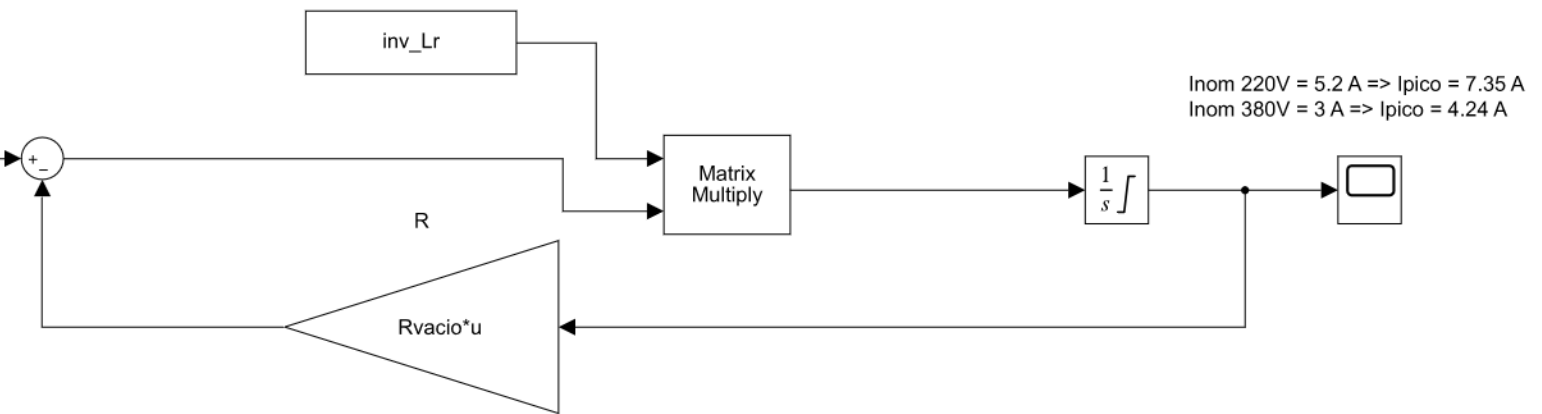 inv_Lr
Inom 220V = 5.2 A => Ipico = 7.35 A
Inom 380V = 3 A => Ipico = 4.24 A
+
−
Matrix
Multiply
1
s
R
Rvacio*u